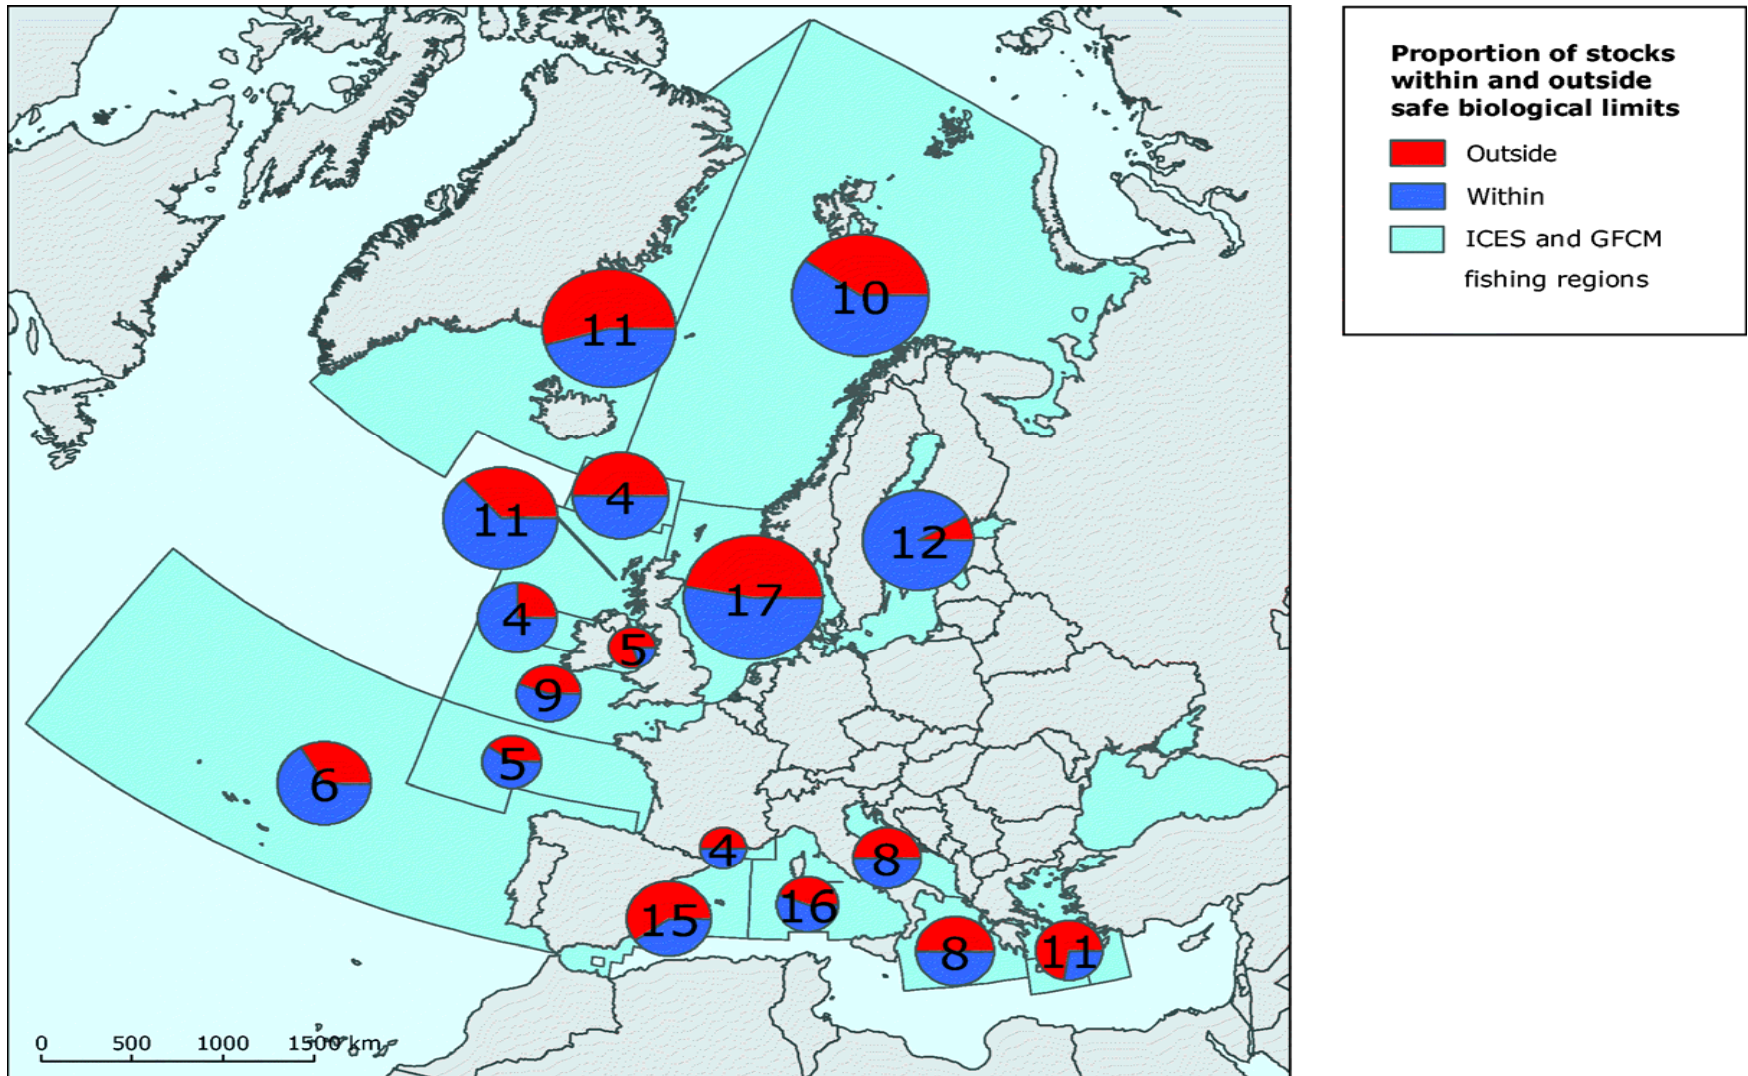 Proportion of stocks
within and outside
safe biological limits
Outside
Within
ICES and GFCM
fishing regions
10
11
4
11
12
17
4
5
9
5
6
4
8
16
15
8
11
0 500 1000 1500 km